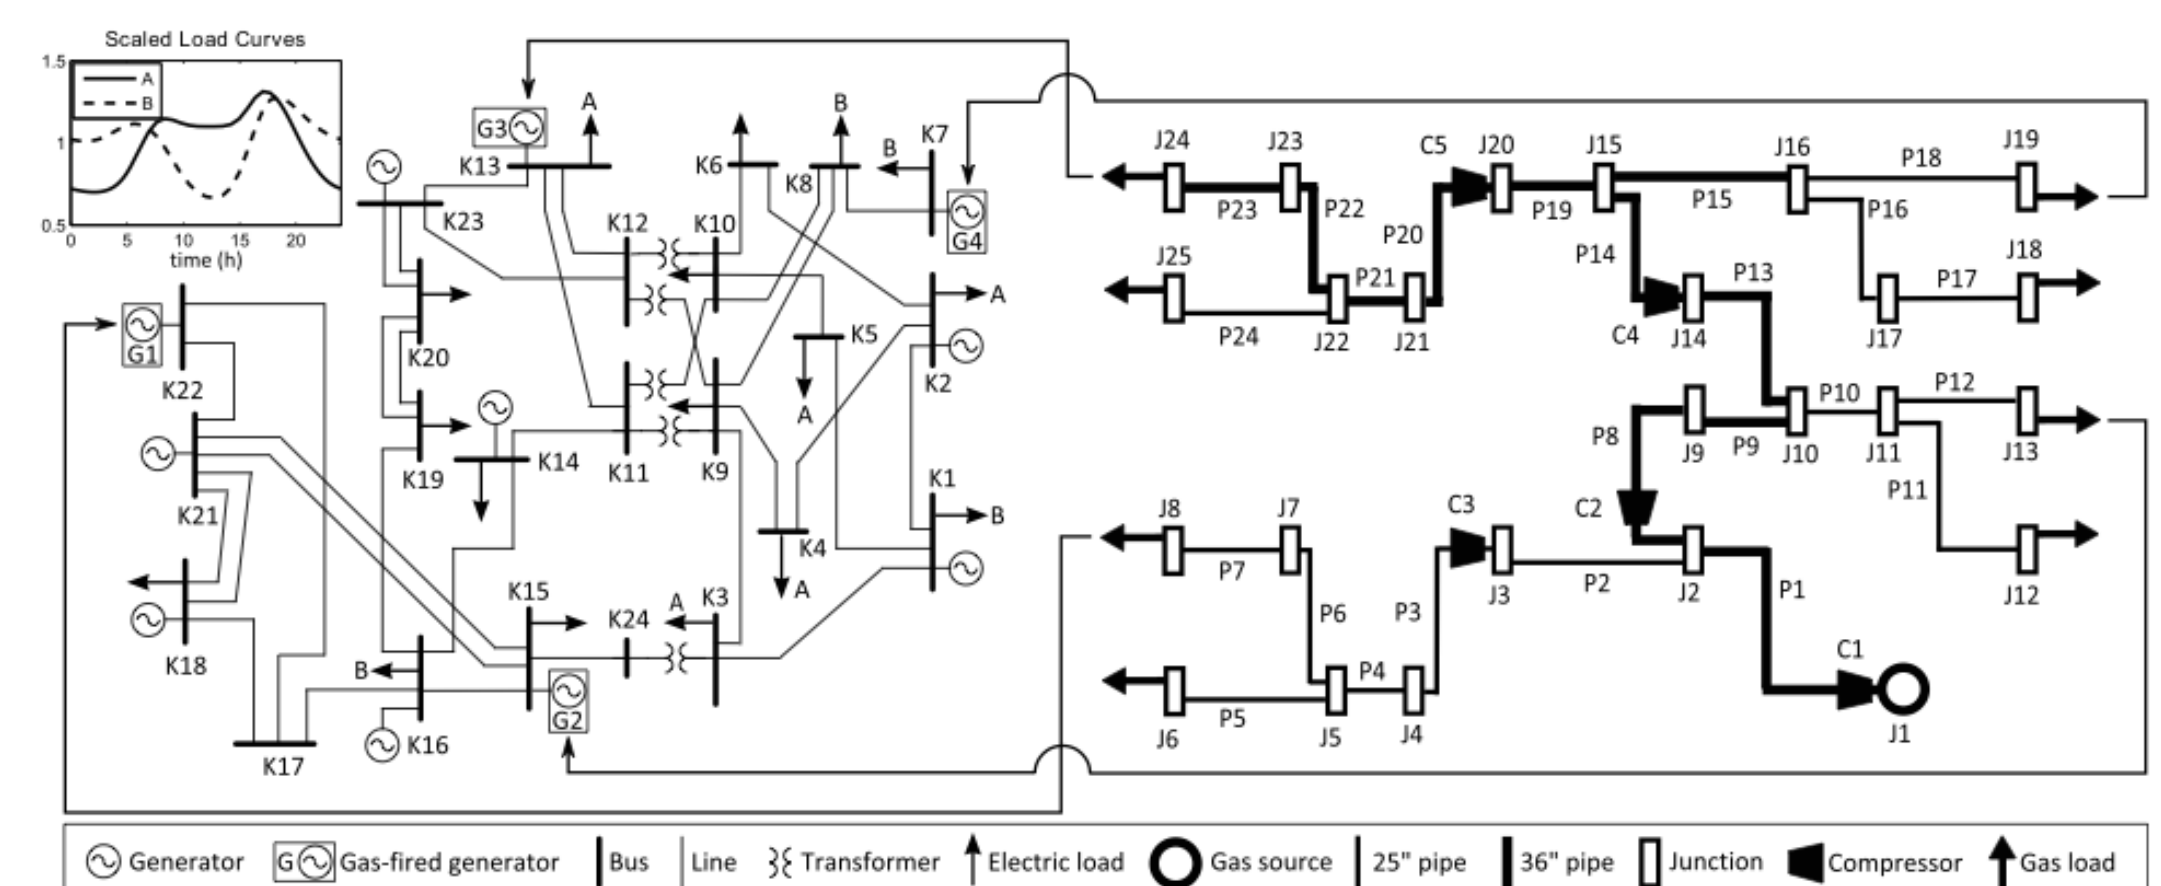 Scaled Load Curves
1.5
A
B
1
0.5
0 5 10 15 20
time (h)
G3
K13
A
K6
B
K8
K7
B
G4
K23
K12
K10
K20
K5
A
K2
A
G1
K22
K21
K19
K14
K11
K9
K1
B
K4
A
K18
K15
K24
A
K3
B
K16
G2
K17
J24
J23
C5
J20
J15
J16
P18
J19
P23
P22
P19
P15
P16
P20
P14
J25
P21
P13
P17
J18
P24
J22
J21
C4
J14
J17
P10
P12
P8
J9
P9
J10
J11
J13
P11
J8
J7
C3
C2
P7
P2
J3
J2
P1
J12
P6
P3
C1
P4
P5
J6
J5
J4
J1
Generator
G Gas-fired generator
Bus
Line
Transformer
Electric load
Gas source
25" pipe
36" pipe
Junction
Compressor
Gas load